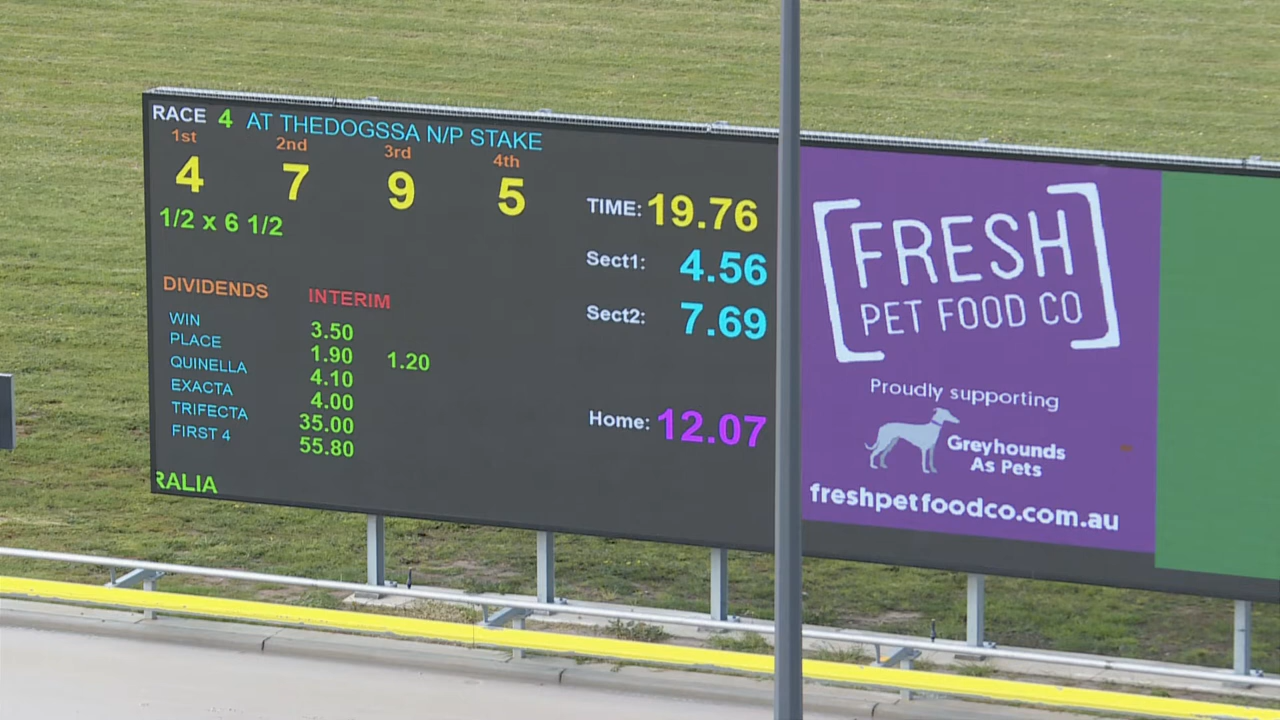 RACE 4 AT THEDOGSSA N/P STAKE
1st 2nd 3rd 4th
4 7 9 5
1/2 x 6 1/2
TIME: 19.76
Sect1: 4.56
Sect2: 7.69
Home: 12.07
DIVIDENDS INTERIM
WIN 3.50
PLACE 1.90 1.20
QUINELLA 4.10
EXACTA 4.00
TRIFECTA 35.00
FIRST 4 55.80
RALIA
FRESH
PET FOOD CO
Proudly supporting
Greyhounds
As Pets
freshpetfoodco.com.au